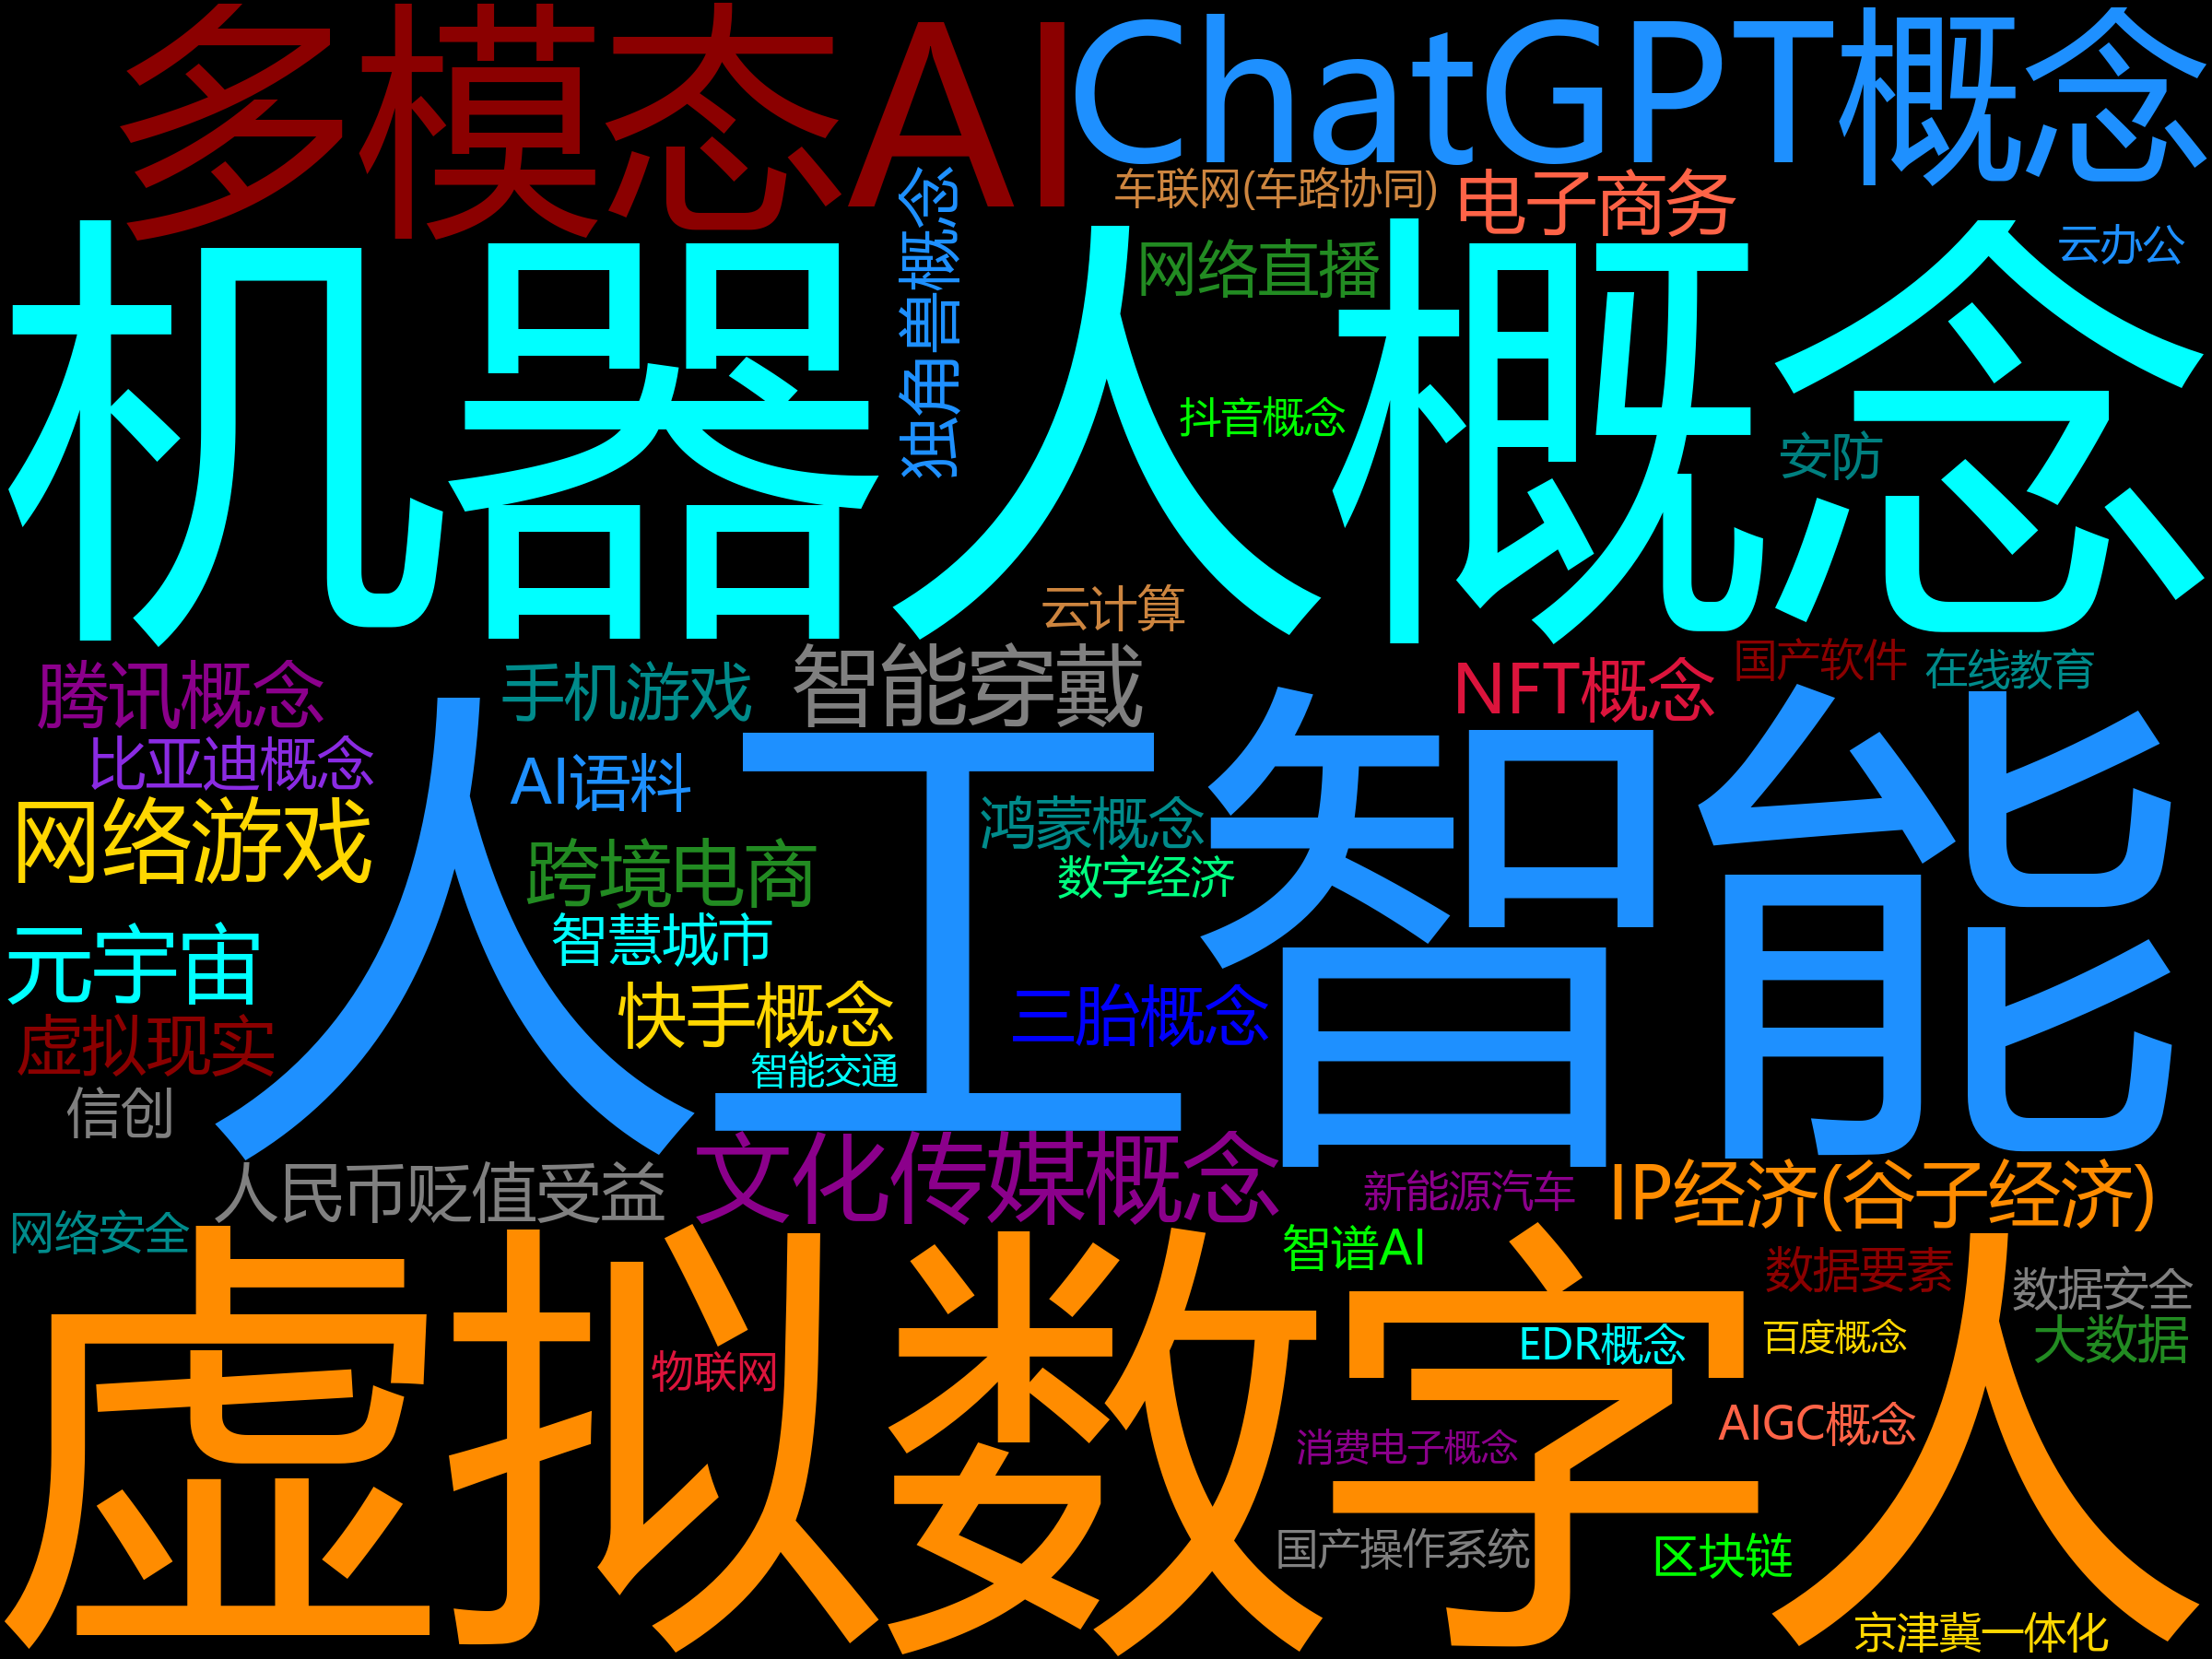 多模态AI
ChatGPT概念
车联网(车路协同)
电子商务
独角兽概念
网络直播
云办公
机器人概念
抖音概念
安防
云计算
腾讯概念
手机游戏
智能穿戴
NFT概念
国产软件
在线教育
比亚迪概念
AI语料
人工智能
网络游戏
鸿蒙概念
跨境电商
数字经济
元宇宙
智慧城市
快手概念
三胎概念
虚拟现实
智能交通
信创
人民币贬值受益
文化传媒概念
新能源汽车
IP经济(谷子经济)
网络安全
智谱AI
数据要素
数据安全
虚拟数字人
物联网
EDR概念
百度概念
大数据
AIGC概念
消费电子概念
国产操作系统
区块链
京津冀一体化